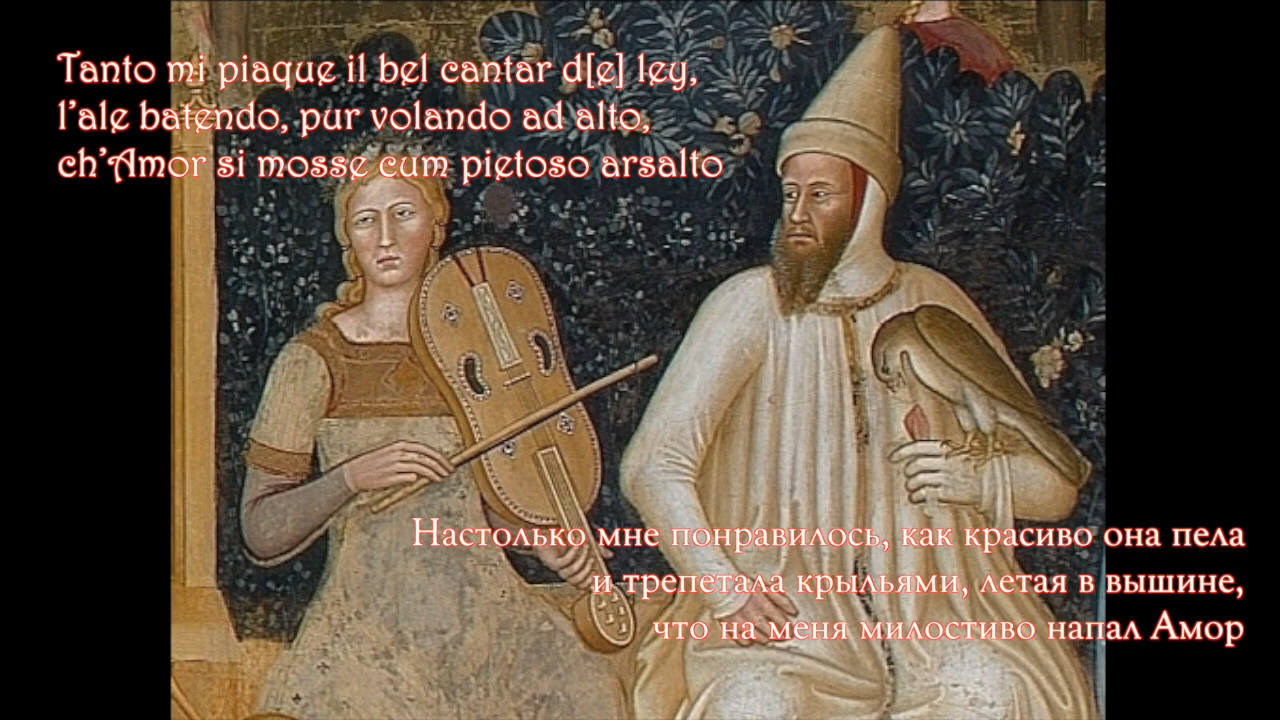 Tanto mi piaque il bel cantar d[e] ley,
l'ale batendo, pur volando ad alto,
ch'Amor si mosse cum pietoso arsalto
Настолько мне понравилось, как красиво она пела
и трепетала крыльями, летая в вышине,
что на меня милостиво напал Амор